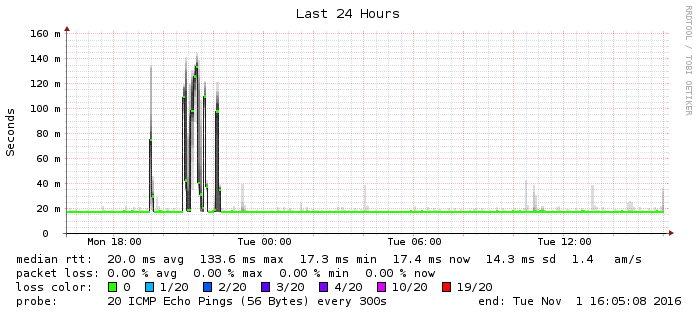 Last 24 Hours
RRDTOOL / TOBI OETIKER
Seconds
160 m
140 m
120 m
100 m
80 m
60 m
40 m
20 m
0
Mon 18:00 Tue 00:00 Tue 06:00 Tue 12:00
median rtt: 20.0 ms avg 133.6 ms max 17.3 ms min 17.4 ms now 14.3 ms sd 1.4 am/s
packet loss: 0.00 % avg 0.00 % max 0.00 % min 0.00 % now
loss color: 0 1/20 2/20 3/20 4/20 10/20 19/20
probe: 20 ICMP Echo Pings (56 Bytes) every 300s end: Tue Nov 1 16:05:08 2016